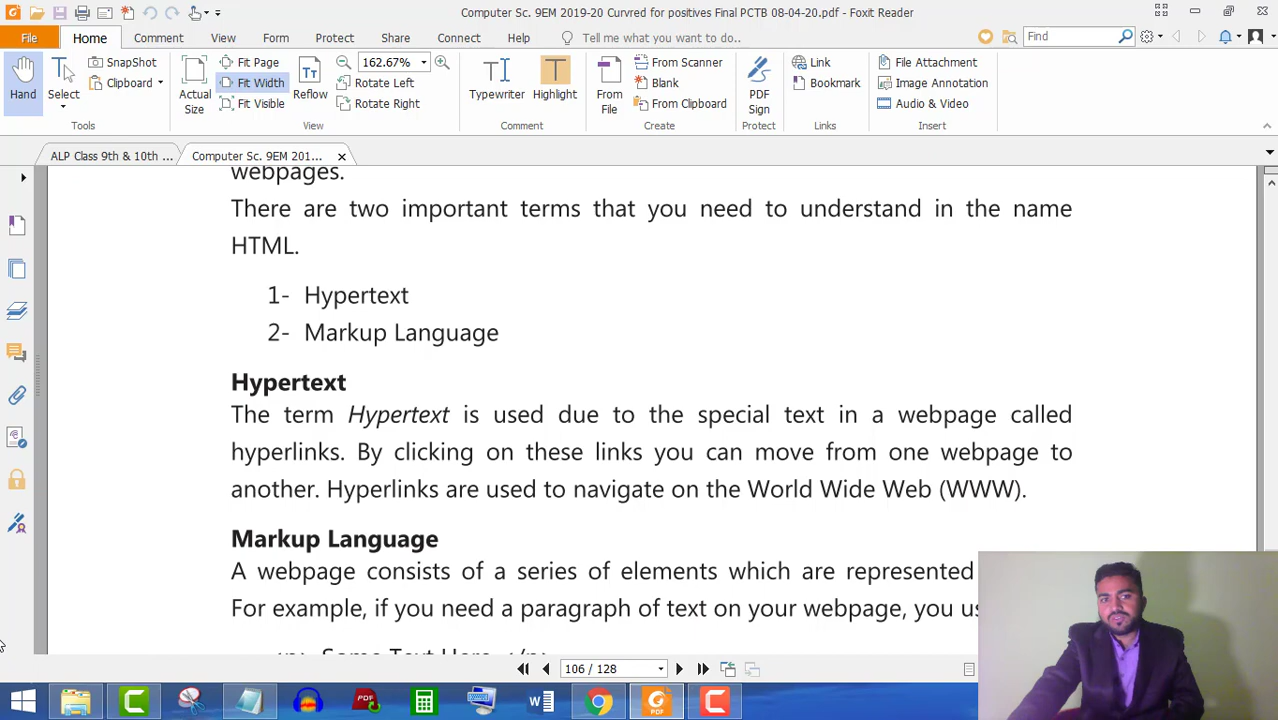 Computer Sc. 9EM 2019-20 Curvred for positives Final PCTB 08-04-20.pdf - Foxit Reader
File Home Comment View Form Protect Share Connect Help Tell me what you want to do.. Find
Hand
Select
SnapShot
Clipboard
Tools
Actual Size
Fit Page
Fit Width
Fit Visible
Reflow
162.67%
Rotate Left
Rotate Right
View
Typewriter
Highlight
Comment
From File
From Scanner
Blank
From Clipboard
Create
PDF Sign
Protect
Link
Bookmark
Links
File Attachment
Image Annotation
Audio & Video
Insert
ALP Class 9th & 10th ... Computer Sc. 9EM 201...
webpages.
There are two important terms that you need to understand in the name
HTML.
1- Hypertext
2- Markup Language
Hypertext
The term Hypertext is used due to the special text in a webpage called
hyperlinks. By clicking on these links you can move from one webpage to
another. Hyperlinks are used to navigate on the World Wide Web (WWW).
Markup Language
A webpage consists of a series of elements which are represented
For example, if you need a paragraph of text on your webpage, you
Some Text Here
106 / 128